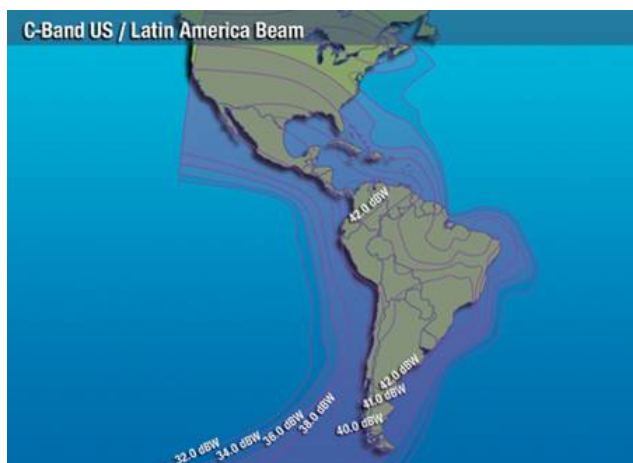 C-Band US / Latin America Beam
42.0 dBW
42.0 dBW
41.0 dBW
40.0 dBW
38.0 dBW
36.0 dBW
34.0 dBW
32.0 dBW